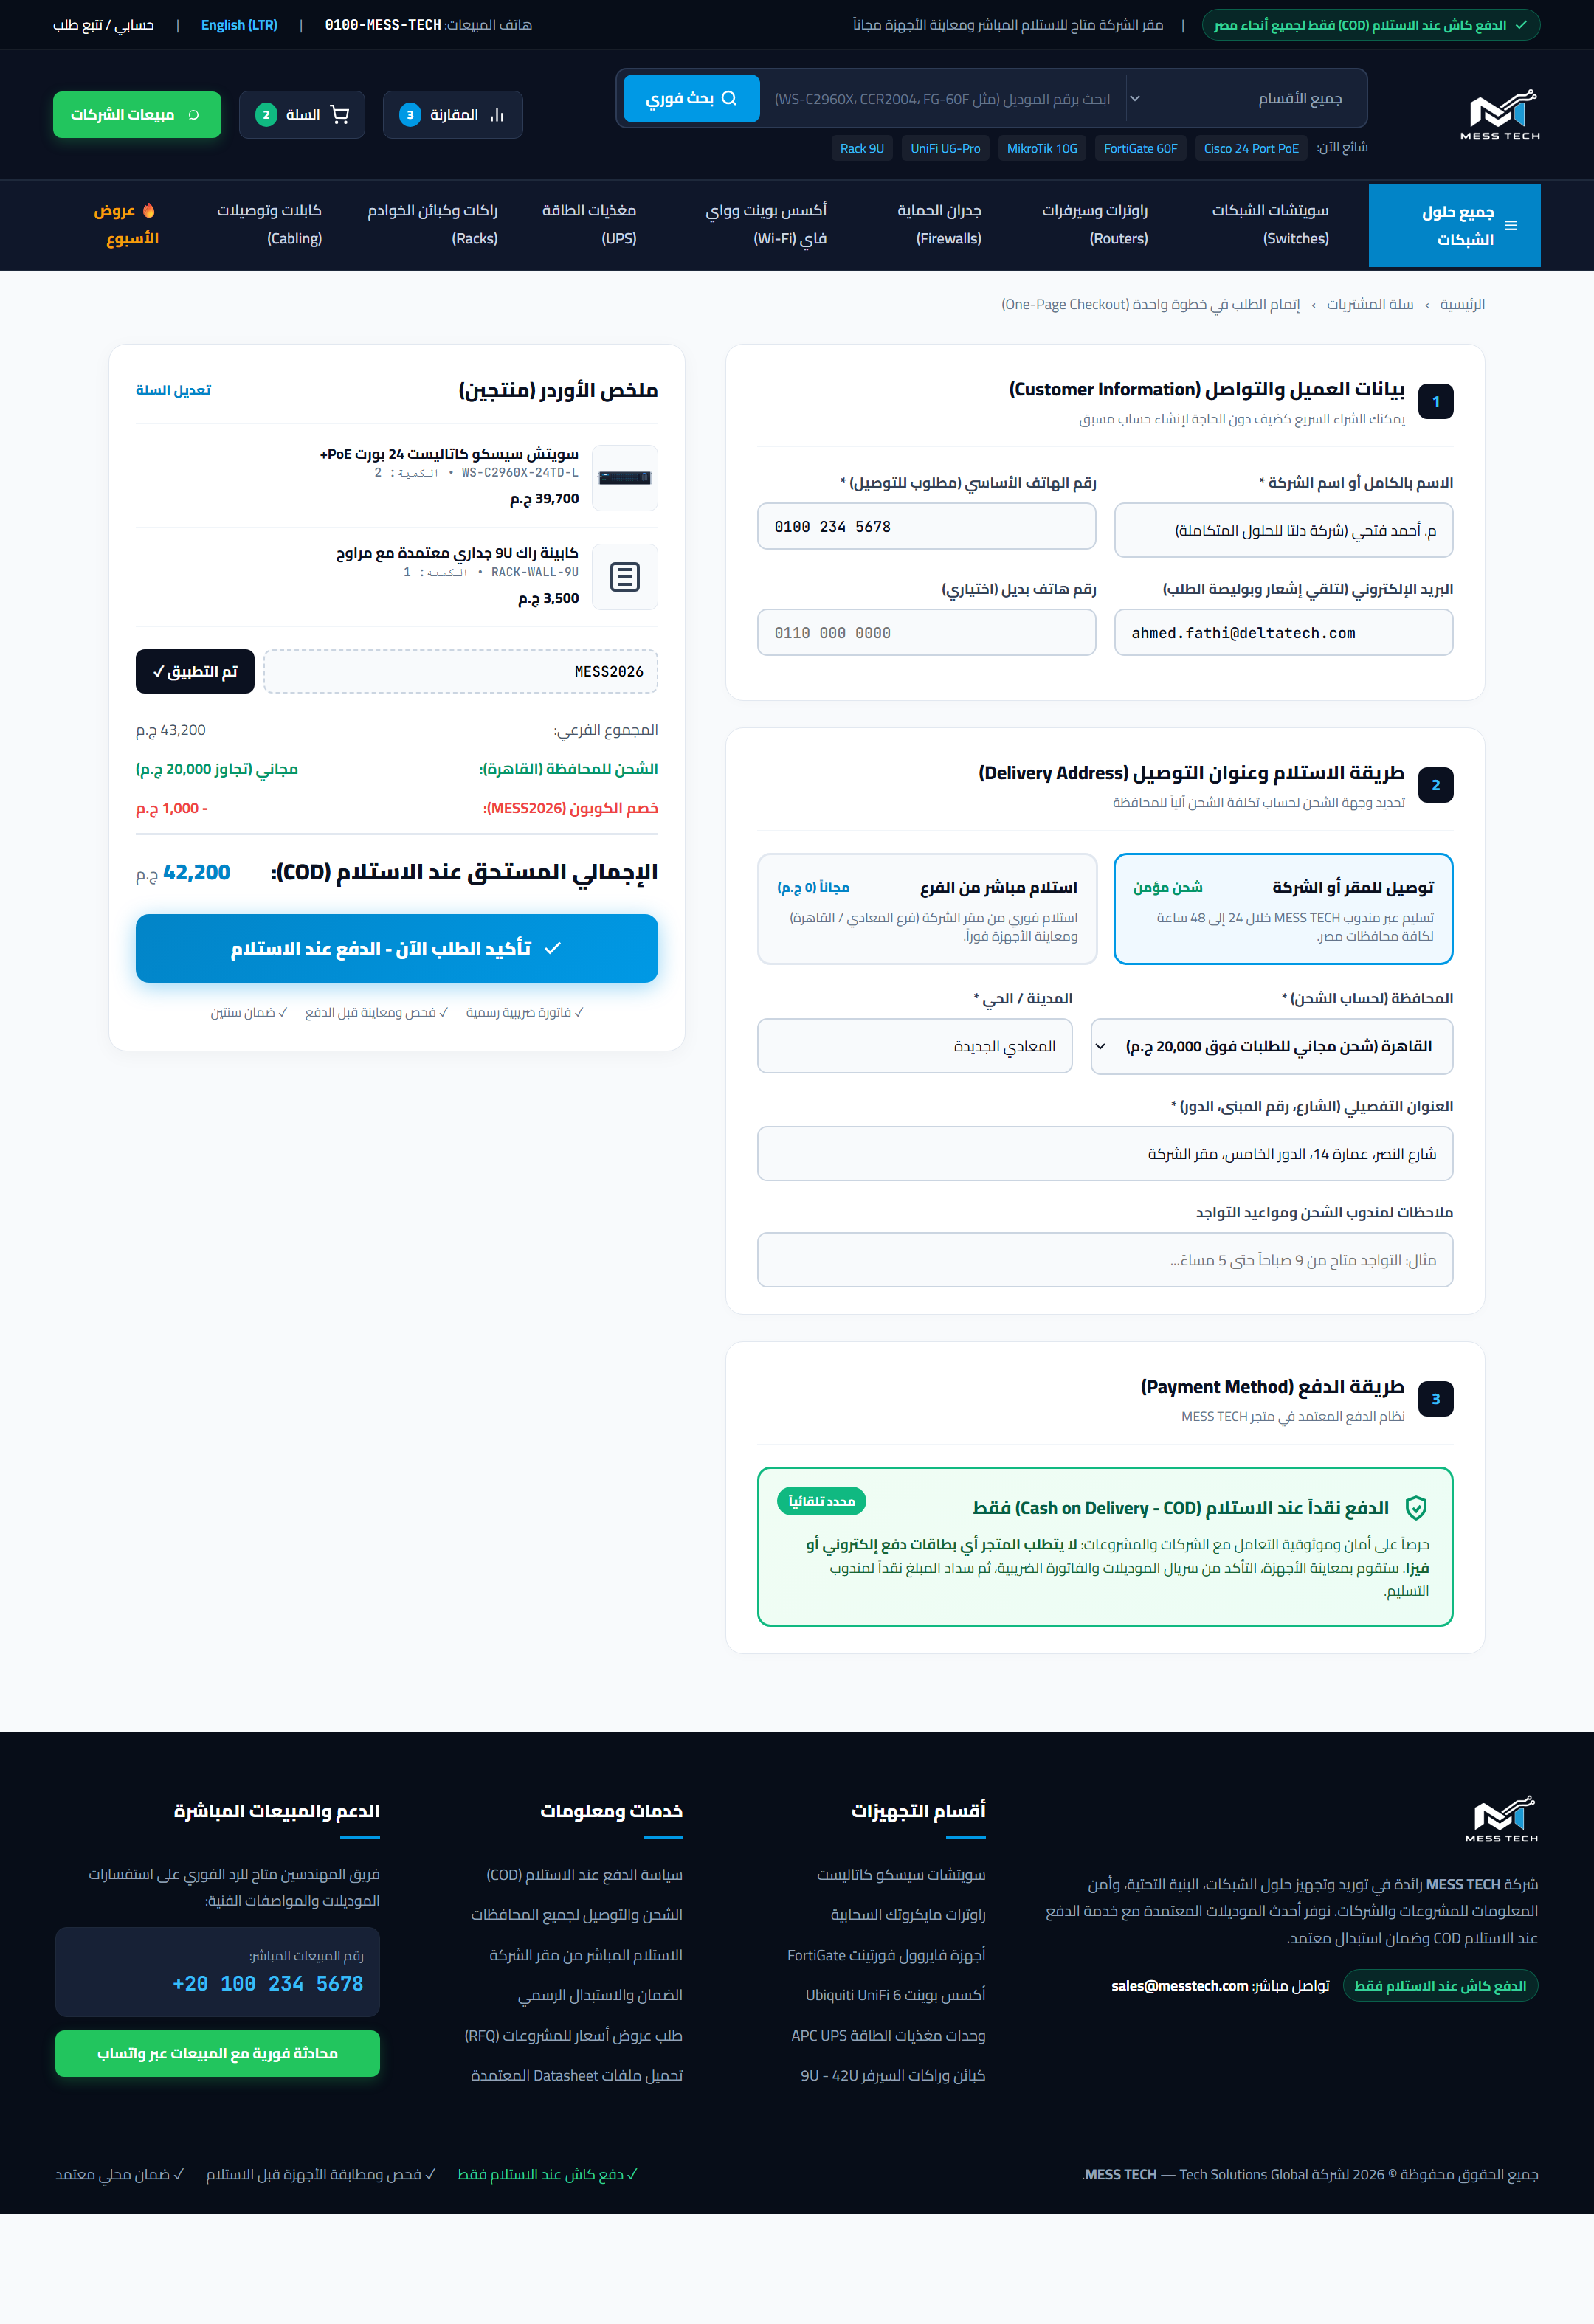 الدفع كاش عند الاستلام (COD) فقط لجميع أنحاء مصر
|
مقر الشركة متاح للاستلام المباشر ومعاينة الأجهزة مجاناً
هاتف المبيعات: 0100-MESS-TECH
|
English (LTR)
|
حسابي / تتبع طلب
MESS TECH
جميع الأقسام
ابحث برقم الموديل (مثل WS-C2960X، CCR2004، FG-60F)
بحث فوري
شائع الآن:
Cisco 24 Port PoE
FortiGate 60F
MikroTik 10G
UniFi U6-Pro
Rack 9U
المقارنة 3
السلة 2
مبيعات الشركات
جميع حلول
الشبكات
سويتشات الشبكات
(Switches)
راوترات وسيرفرات
(Routers)
جدران الحماية
(Firewalls)
أكسس بوينت وواي
فاي (Wi-Fi)
مغذيات الطاقة
(UPS)
راكات وكبائن الخوادم
(Racks)
كابلات وتوصيلات
(Cabling)
🔥 عروض
الأسبوع
الرئيسية › سلة المشتريات › إتمام الطلب في خطوة واحدة (One-Page Checkout)
1
بيانات العميل والتواصل (Customer Information)
يمكنك الشراء السريع كضيف دون الحاجة لإنشاء حساب مسبق
الاسم بالكامل أو اسم الشركة *
م. أحمد فتحي (شركة دلتا للحلول المتكاملة)
رقم الهاتف الأساسي (مطلوب للتوصيل) *
0100 234 5678
البريد الإلكتروني (لتلقي إشعار وبوليصة الطلب)
ahmed.fathi@deltatech.com
رقم هاتف بديل (اختياري)
0110 000 0000
2
طريقة الاستلام وعنوان التوصيل (Delivery Address)
تحديد وجهة الشحن لحساب تكلفة الشحن آلياً للمحافظة
توصيل للمقر أو الشركة
شحن مؤمن
تسليم عبر مندوب MESS TECH خلال 24 إلى 48 ساعة
لكافة محافظات مصر.
استلام مباشر من الفرع
مجاناً (0 ج.م)
استلام فوري من مقر الشركة (فرع المعادي / القاهرة)
ومعاينة الأجهزة فوراً.
المحافظة (لحساب الشحن) *
القاهرة (شحن مجاني للطلبات فوق 20,000 ج.م)
المدينة / الحي *
المعادي الجديدة
العنوان التفصيلي (الشارع، رقم المبنى، الدور) *
شارع النصر، عمارة 14، الدور الخامس، مقر الشركة
ملاحظات لمندوب الشحن ومواعيد التواجد
مثال: التواجد متاح من 9 صباحاً حتى 5 مساءً...
3
طريقة الدفع (Payment Method)
نظام الدفع المعتمد في متجر MESS TECH
الدفع نقداً عند الاستلام (Cash on Delivery - COD) فقط
محدد تلقائياً
حرصاً على أمان وموثوقية التعامل مع الشركات والمشروعات: لا يتطلب المتجر أي بطاقات دفع إلكتروني أو
فيزا. ستقوم بمعاينة الأجهزة، التأكد من سريال الموديلات والفاتورة الضريبية، ثم سداد المبلغ نقداً لمندوب
التسليم.
ملخص الأوردر (منتجين)
تعديل السلة
سويتش سيسكو كاتاليست 24 بورت PoE+
WS-C2960X-24TD-L • الكمية: 2
39,700 ج.م
كابينة راك 9U جداري معتمدة مع مراوح
RACK-WALL-9U • الكمية: 1
3,500 ج.م
MESS2026
تم التطبيق ✓
المجموع الفرعي:
43,200 ج.م
الشحن للمحافظة (القاهرة):
مجاني (تجاوز 20,000 ج.م)
خصم الكوبون (MESS2026):
- 1,000 ج.م
الإجمالي المستحق عند الاستلام (COD):
42,200 ج.م
تأكيد الطلب الآن - الدفع عند الاستلام
✓ فاتورة ضريبية رسمية
✓ فحص ومعاينة قبل الدفع
✓ ضمان سنتين
MESS TECH
شركة MESS TECH رائدة في توريد وتجهيز حلول الشبكات، البنية التحتية، وأمن
المعلومات للمشروعات والشركات. نوفر أحدث الموديلات المعتمدة مع خدمة الدفع
عند الاستلام COD وضمان استبدال معتمد.
الدفع كاش عند الاستلام فقط
تواصل مباشر: sales@messtech.com
أقسام التجهيزات
سويتشات سيسكو كاتاليست
راوترات مايكروتك السحابية
أجهزة فايروول فورتينت FortiGate
أكسس بوينت Ubiquiti UniFi 6
وحدات مغذيات الطاقة APC UPS
كبائن وراكات السيرفر 9U - 42U
خدمات ومعلومات
سياسة الدفع عند الاستلام (COD)
الشحن والتوصيل لجميع المحافظات
الاستلام المباشر من مقر الشركة
الضمان والاستبدال الرسمي
طلب عروض أسعار للمشروعات (RFQ)
تحميل ملفات Datasheet المعتمدة
الدعم والمبيعات المباشرة
فريق المهندسين متاح للرد الفوري على استفسارات
الموديلات والمواصفات الفنية:
رقم المبيعات المباشر:
+20 100 234 5678
محادثة فورية مع المبيعات عبر واتساب
جميع الحقوق محفوظة © 2026 لشركة MESS TECH — Tech Solutions Global.
✓ دفع كاش عند الاستلام فقط
✓ فحص ومطابقة الأجهزة قبل الاستلام
✓ ضمان محلي معتمد